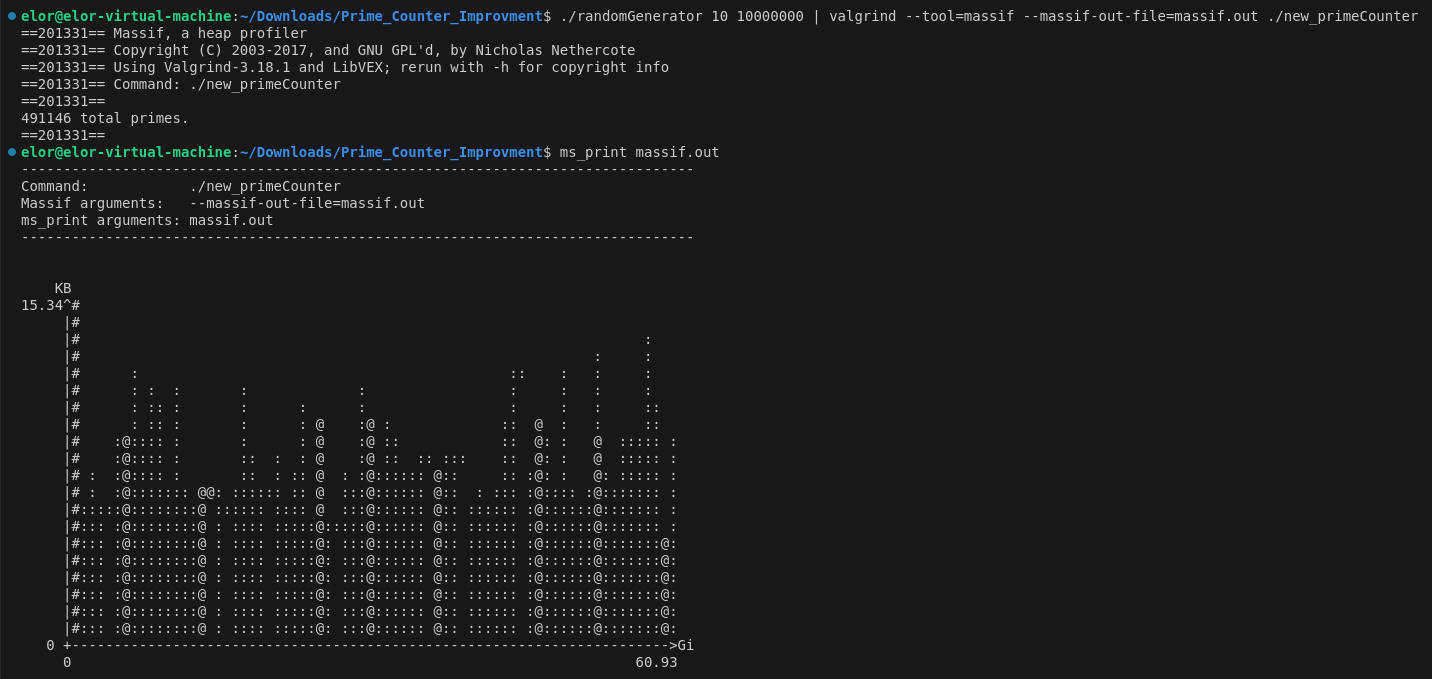 elor@elor-virtual-machine:~/Downloads/Prime_Counter_Improvment$ ./randomGenerator 10 10000000 | valgrind --tool=massif --massif-out-file=massif.out ./new_primeCounter
==201331== Massif, a heap profiler
==201331== Copyright (C) 2003-2017, and GNU GPL'd, by Nicholas Nethercote
==201331== Using Valgrind-3.18.1 and LibVEX; rerun with -h for copyright info
==201331== Command: ./new_primeCounter
==201331==
491146 total primes.
==201331==
elor@elor-virtual-machine:~/Downloads/Prime_Counter_Improvment$ ms_print massif.out
--------------------------------------------------------------------------------
Command:            ./new_primeCounter
Massif arguments:   --massif-out-file=massif.out
ms_print arguments: massif.out
--------------------------------------------------------------------------------
    KB
15.34^#
     |#
     |#                                                                   :
     |#                                                             :     :
     |#      :                                            ::    :   :     :
     |#      : :  :       :             :                 :     :   :     :
     |#      : :: :       :      :      :                 :     :   :     ::
     |#      : :: :       :      : @    :@ :             ::  @  :   :     ::
     |#    :@:::: :       :      : @    :@ ::            ::  @: :   @  ::::: :
     |#    :@:::: :       ::  :  : @    :@ ::  :: :::    ::  @: :   @  ::::: :
     |# :  :@:::: :       ::  : :: @  : :@:::::: @::     :: :@: :   @: ::::: :
     |# :  :@::::::: @@: :::::: :: @  :::@:::::: @::  : ::: :@:::: :@::::::: :
     |#:::::@::::::::@ :::::: :::: @  :::@:::::: @:: :::::: :@::::::@::::::: :
     |#::: :@::::::::@ : :::: :::::@:::::@:::::: @:: :::::: :@::::::@::::::: :
     |#::: :@::::::::@ : :::: :::::@: :::@:::::: @:: :::::: :@::::::@:::::::@:
     |#::: :@::::::::@ : :::: :::::@: :::@:::::: @:: :::::: :@::::::@:::::::@:
     |#::: :@::::::::@ : :::: :::::@: :::@:::::: @:: :::::: :@::::::@:::::::@:
     |#::: :@::::::::@ : :::: :::::@: :::@:::::: @:: :::::: :@::::::@:::::::@:
     |#::: :@::::::::@ : :::: :::::@: :::@:::::: @:: :::::: :@::::::@:::::::@:
     |#::: :@::::::::@ : :::: :::::@: :::@:::::: @:: :::::: :@::::::@:::::::@:
   0 +----------------------------------------------------------------------->Gi
     0                                                                   60.93